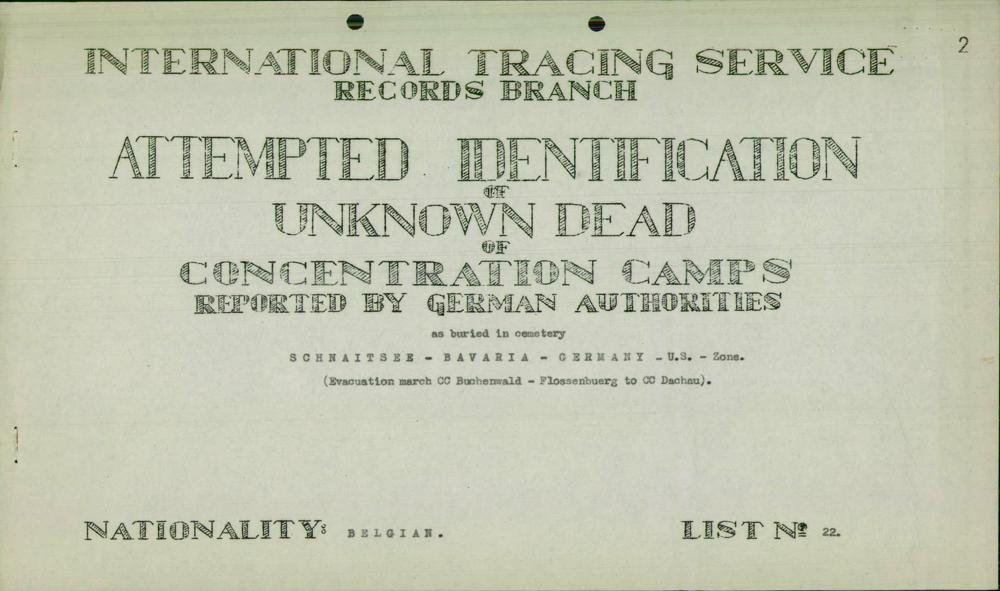 2
INTERNATIONAL TRACING SERVICE
RECORDS BRANCH
ATTEMPTED IDENTIFICATION
OF
UNKNOWN DEAD
OF
CONCENTRATION CAMPS
REPORTED BY GERMAN AUTHORITIES
as buried in cemetery
SCHNAITSEE - BAVARIA - GERMANY - U.S. - Zone.
(Evacuation march CC Buchenwald - Flossenbuerg to CC Dachau).
NATIONALITY: BELGIAN.
LIST Nº 22.